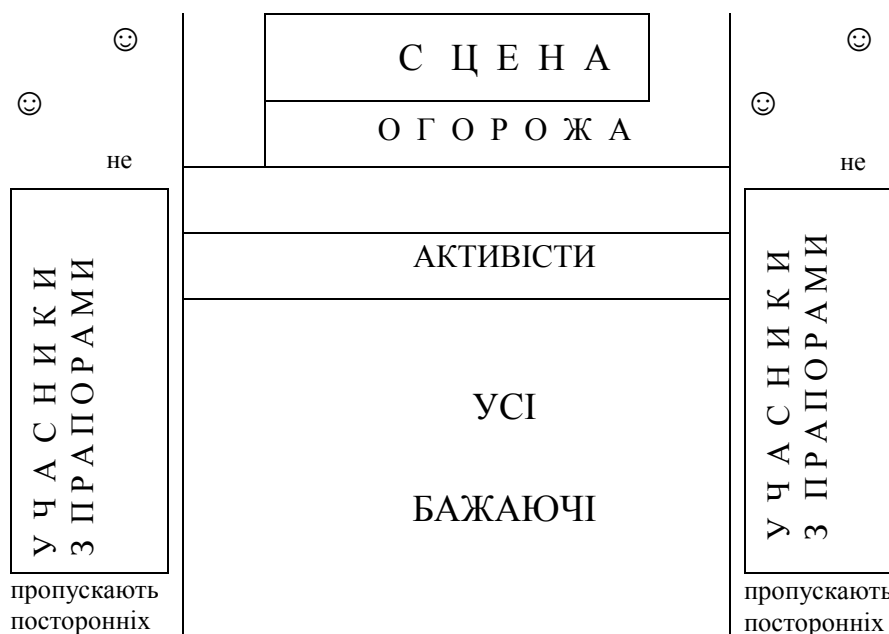 С Ц Е Н А
О Г О Р О Ж А
не
не
АКТИВІСТИ
У Ч А С Н И К И
З П Р А П О Р А М И
УСІ
БАЖАЮЧІ
У Ч А С Н И К И
З П Р А П О Р А М И
пропускають
посторонніх
пропускають
посторонніх